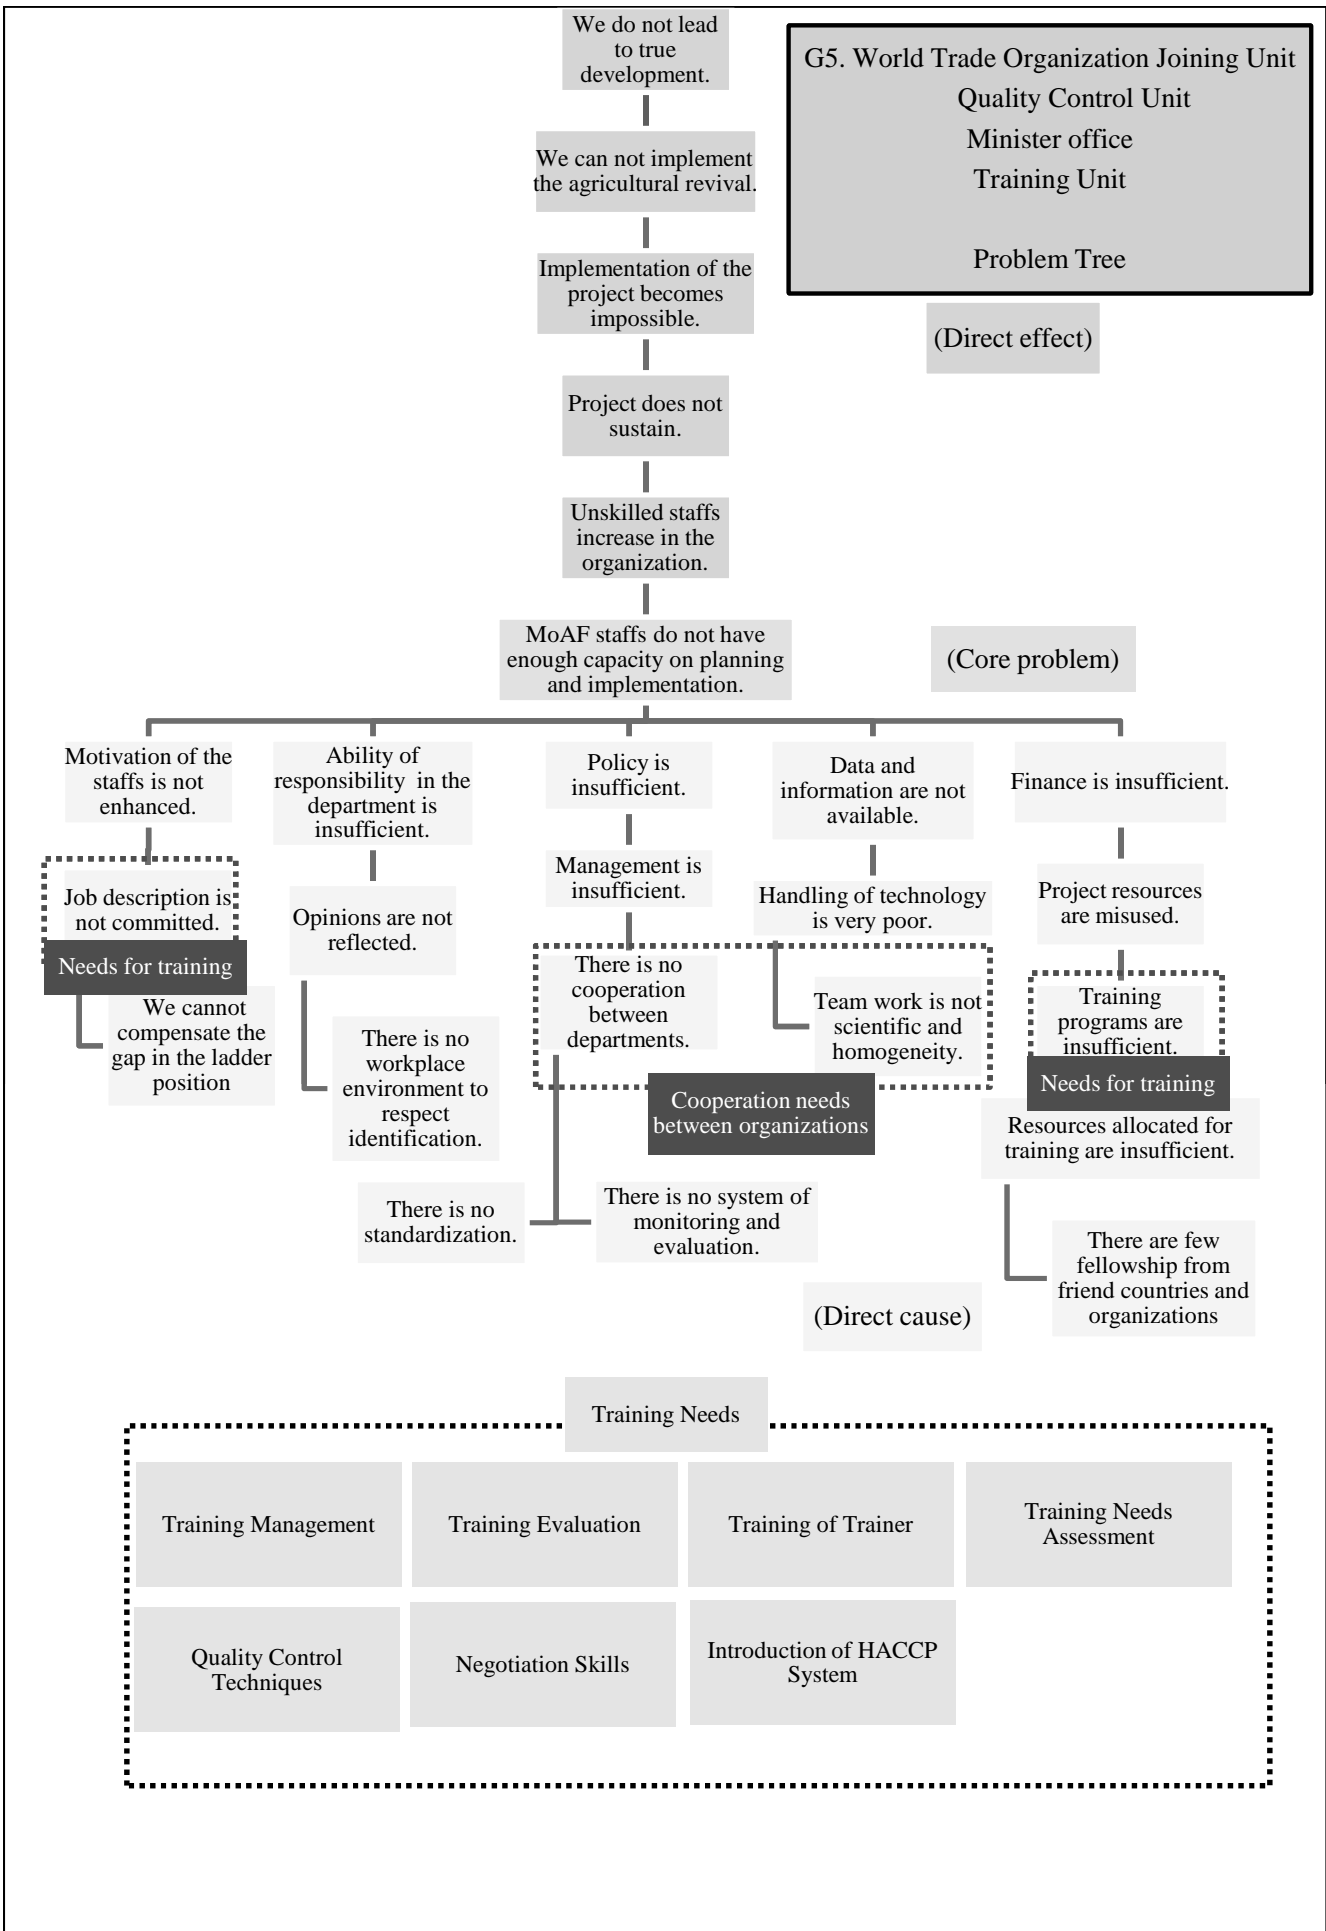 We do not lead
to true
development.
G5. World Trade Organization Joining Unit
Quality Control Unit
Minister office
Training Unit
Problem Tree
We can not implement
the agricultural revival.
Implementation of the
project becomes
impossible.
(Direct effect)
Project does not
sustain.
Unskilled staffs
increase in the
organization.
MoAF staffs do not have
enough capacity on planning
and implementation.
(Core problem)
Motivation of the
staffs is not
enhanced.
Ability of
responsibility in the
department is
insufficient.
Policy is
insufficient.
Data and
information are not
available.
Finance is insufficient.
Job description is
not committed.
Needs for training
We cannot
compensate the
gap in the ladder
position
Opinions are not
reflected.
There is no
workplace
environment to
respect
identification.
Management is
insufficient.
There is no
cooperation
between
departments.
Handling of technology
is very poor.
Team work is not
scientific and
homogeneity.
Cooperation needs
between organizations
Project resources
are misused.
Training
programs are
insufficient.
Needs for training
Resources allocated for
training are insufficient.
There is no
standardization.
There is no system of
monitoring and
evaluation.
There are few
fellowship from
friend countries and
organizations
(Direct cause)
Training Needs
Training Management
Training Evaluation
Training of Trainer
Training Needs
Assessment
Quality Control
Techniques
Negotiation Skills
Introduction of HACCP
System